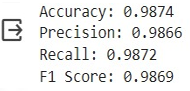 Accuracy: 0.9874
Precision: 0.9866
Recall: 0.9872
F1 Score: 0.9869